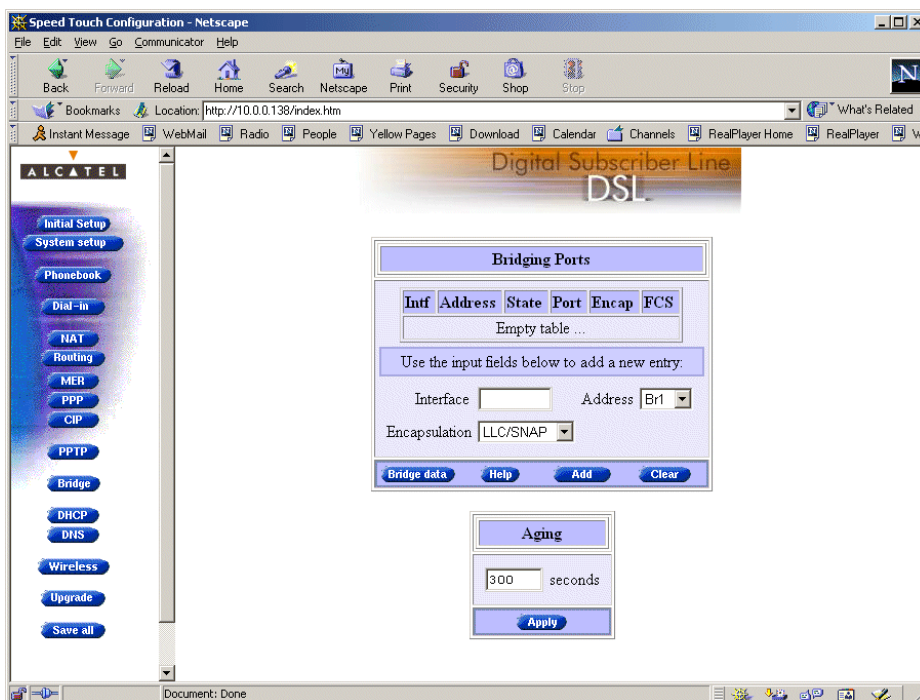 Speed Touch Configuration - Netscape
File Edit View Go Communicator Help
Back Forward Reload Home Search Netscape Print Security Shop Stop
My
N
Bookmarks Location: http://10.0.0.138/index.htm What's Related
Instant Message WebMail Radio People Yellow Pages Download Calendar Channels RealPlayer Home RealPlayer
ALCATEL
Digital Subscriber Line
DSL
Initial Setup
System setup
Phonebook
Dial-in
NAT
Routing
MER
PPP
CIP
PPTP
Bridge
DHCP
DNS
Wireless
Upgrade
Save all
Bridging Ports
Intf Address State Port Encap FCS
Empty table ...
Use the input fields below to add a new entry:
Interface Address Br1
Encapsulation LLC/SNAP
Bridge data Help Add Clear
Aging
300 seconds
Apply
Document: Done